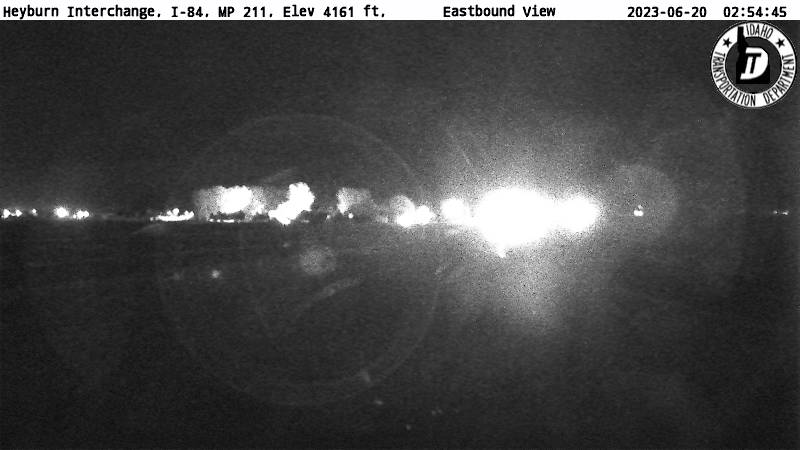 Heyburn Interchange, I-84, MP 211, Elev 4161 ft, Eastbound View 2023-06-20 02:54:45
IDAHO
TRANSPORTATION DEPARTMENT